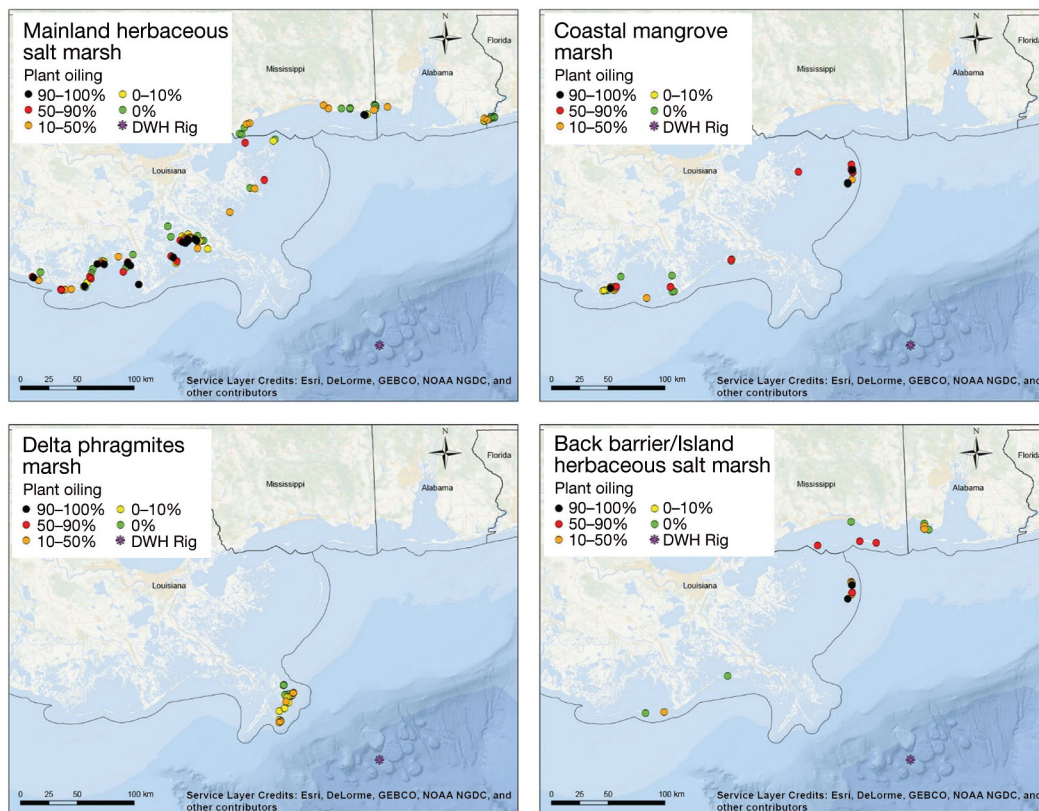 Mainland herbaceous
salt marsh
Plant oiling
90–100%
0–10%
50–90%
0%
10–50%
DWH Rig
Mississippi
Alabama
Florida
Louisiana
0 25 50 100 km
Service Layer Credits: Esri, DeLorme, GEBCO, NOAA NGDC, and
other contributors
Coastal mangrove
marsh
Plant oiling
90–100%
0–10%
50–90%
0%
10–50%
DWH Rig
Mississippi
Alabama
Florida
Louisiana
0 25 50 100 km
Service Layer Credits: Esri, DeLorme, GEBCO, NOAA NGDC, and
other contributors
Delta phragmites
marsh
Plant oiling
90–100%
0–10%
50–90%
0%
10–50%
DWH Rig
Mississippi
Alabama
Florida
Louisiana
0 25 50 100 km
Service Layer Credits: Esri, DeLorme, GEBCO, NOAA NGDC, and
other contributors
Back barrier/Island
herbaceous salt marsh
Plant oiling
90–100%
0–10%
50–90%
0%
10–50%
DWH Rig
Mississippi
Alabama
Florida
Louisiana
0 25 50 100 km
Service Layer Credits: Esri, DeLorme, GEBCO, NOAA NGDC, and
other contributors